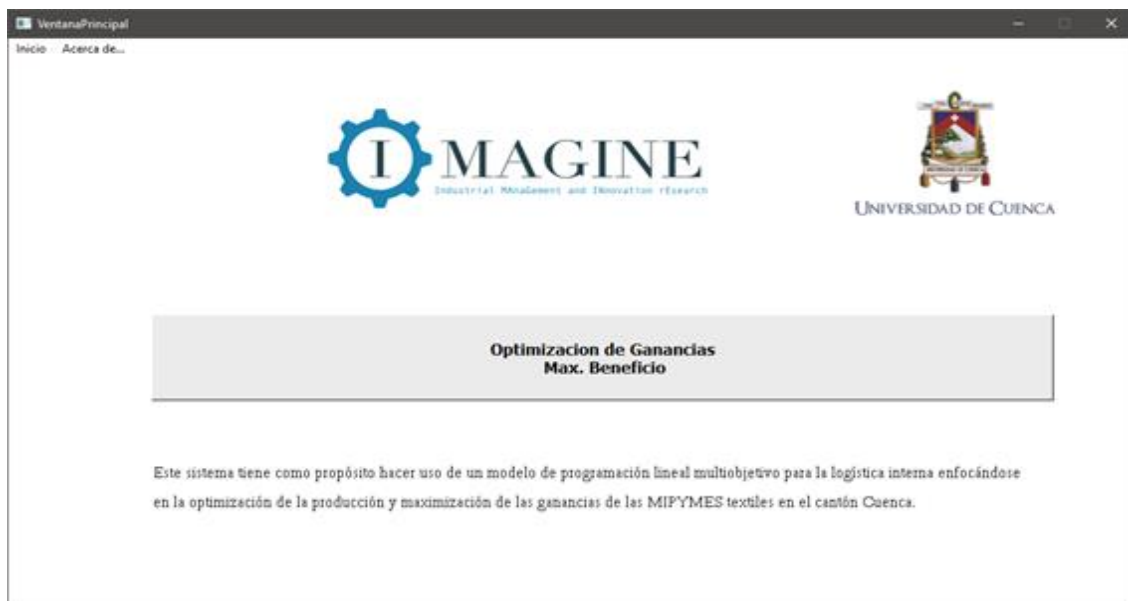 VentanaPrincipal
Inicio Acerca de...
I MAGINE
Industrial MAnaGement and INnovation rEsearch
UNIVERSIDAD DE CUENCA
Optimizacion de Ganancias
Max. Beneficio
Este sistema tiene como propósito hacer uso de un modelo de programación lineal multiobjetivo para la logística interna enfocándose
en la optimización de la producción y maximización de las ganancias de las MIPYMES textiles en el cantón Cuenca.